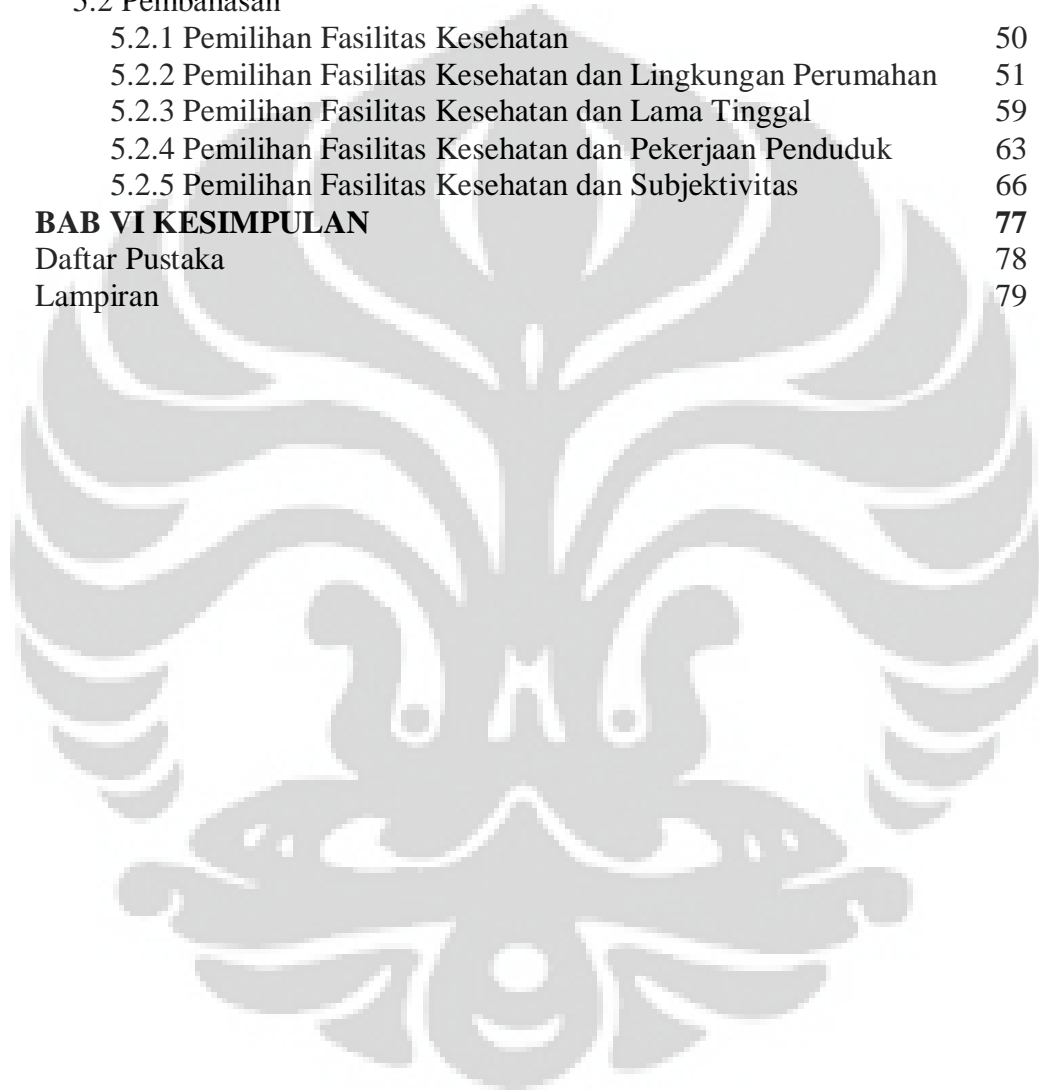 5.2 Pembahasan
5.2.1 Pemilihan Fasilitas Kesehatan 50
5.2.2 Pemilihan Fasilitas Kesehatan dan Lingkungan Perumahan 51
5.2.3 Pemilihan Fasilitas Kesehatan dan Lama Tinggal 59
5.2.4 Pemilihan Fasilitas Kesehatan dan Pekerjaan Penduduk 63
5.2.5 Pemilihan Fasilitas Kesehatan dan Subjektivitas 66
BAB VI KESIMPULAN 77
Daftar Pustaka 78
Lampiran 79